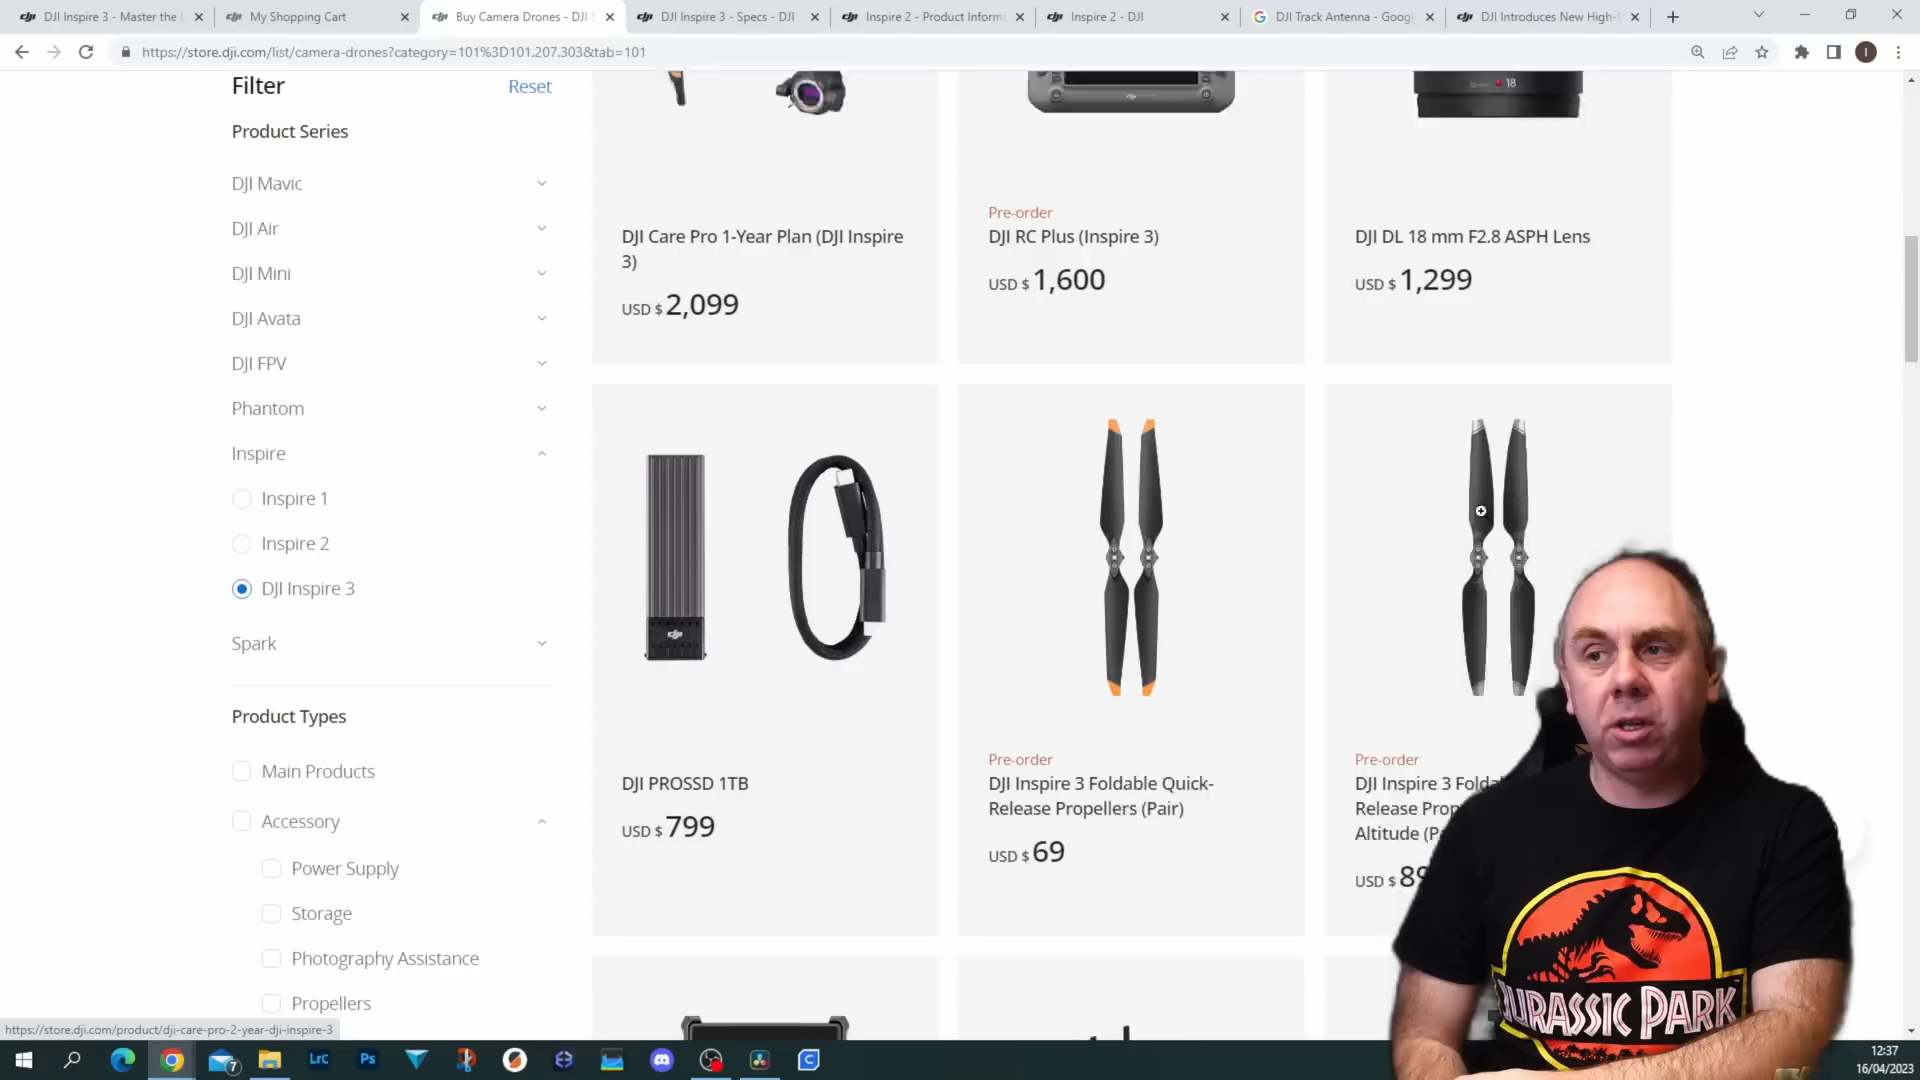 DJI Inspire 3 - Master the
My Shopping Cart
Buy Camera Drones - DJI
DJI Inspire 3 - Specs - DJI
Inspire 2 - Product Inform
Inspire 2 - DJI
DJI Track Antenna - Goog
DJI Introduces New High-
https://store.dji.com/list/camera-drones?category=101%3D101.207.303&tab=101
I
Filter
Reset
Product Series
DJI Mavic
DJI Air
DJI Mini
DJI Avata
DJI FPV
Phantom
Inspire
Inspire 1
Inspire 2
DJI Inspire 3
Spark
Product Types
Main Products
Accessory
Power Supply
Storage
Photography Assistance
Propellers
18
DJI Care Pro 1-Year Plan (DJI Inspire
3)
USD $ 2,099
Pre-order
DJI RC Plus (Inspire 3)
USD $ 1,600
DJI DL 18 mm F2.8 ASPH Lens
USD $ 1,299
DJI PROSSD 1TB
USD $ 799
Pre-order
DJI Inspire 3 Foldable Quick-
Release Propellers (Pair)
USD $ 69
Pre-order
DJI Inspire 3 Folda
Release Prop
Altitude (P
USD $ 89
JURASSIC PARK
https://store.dji.com/product/dji-care-pro-2-year-dji-inspire-3
7
Lrc
Ps
12:37
16/04/2023